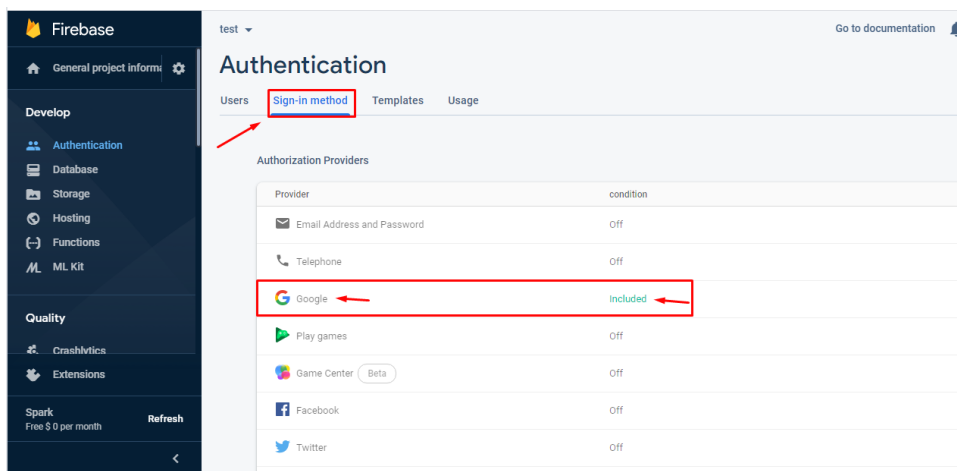 Firebase
General project informa
Develop
Authentication
Database
Storage
Hosting
Functions
ML Kit
Quality
Crashlytics
Extensions
Spark
Free $ 0 per month
Refresh
test
Go to documentation
Authentication
Users Sign-in method Templates Usage
Authorization Providers
Provider condition
Email Address and Password Off
Telephone Off
Google Included
Play games Off
Game Center Beta Off
Facebook Off
Twitter Off